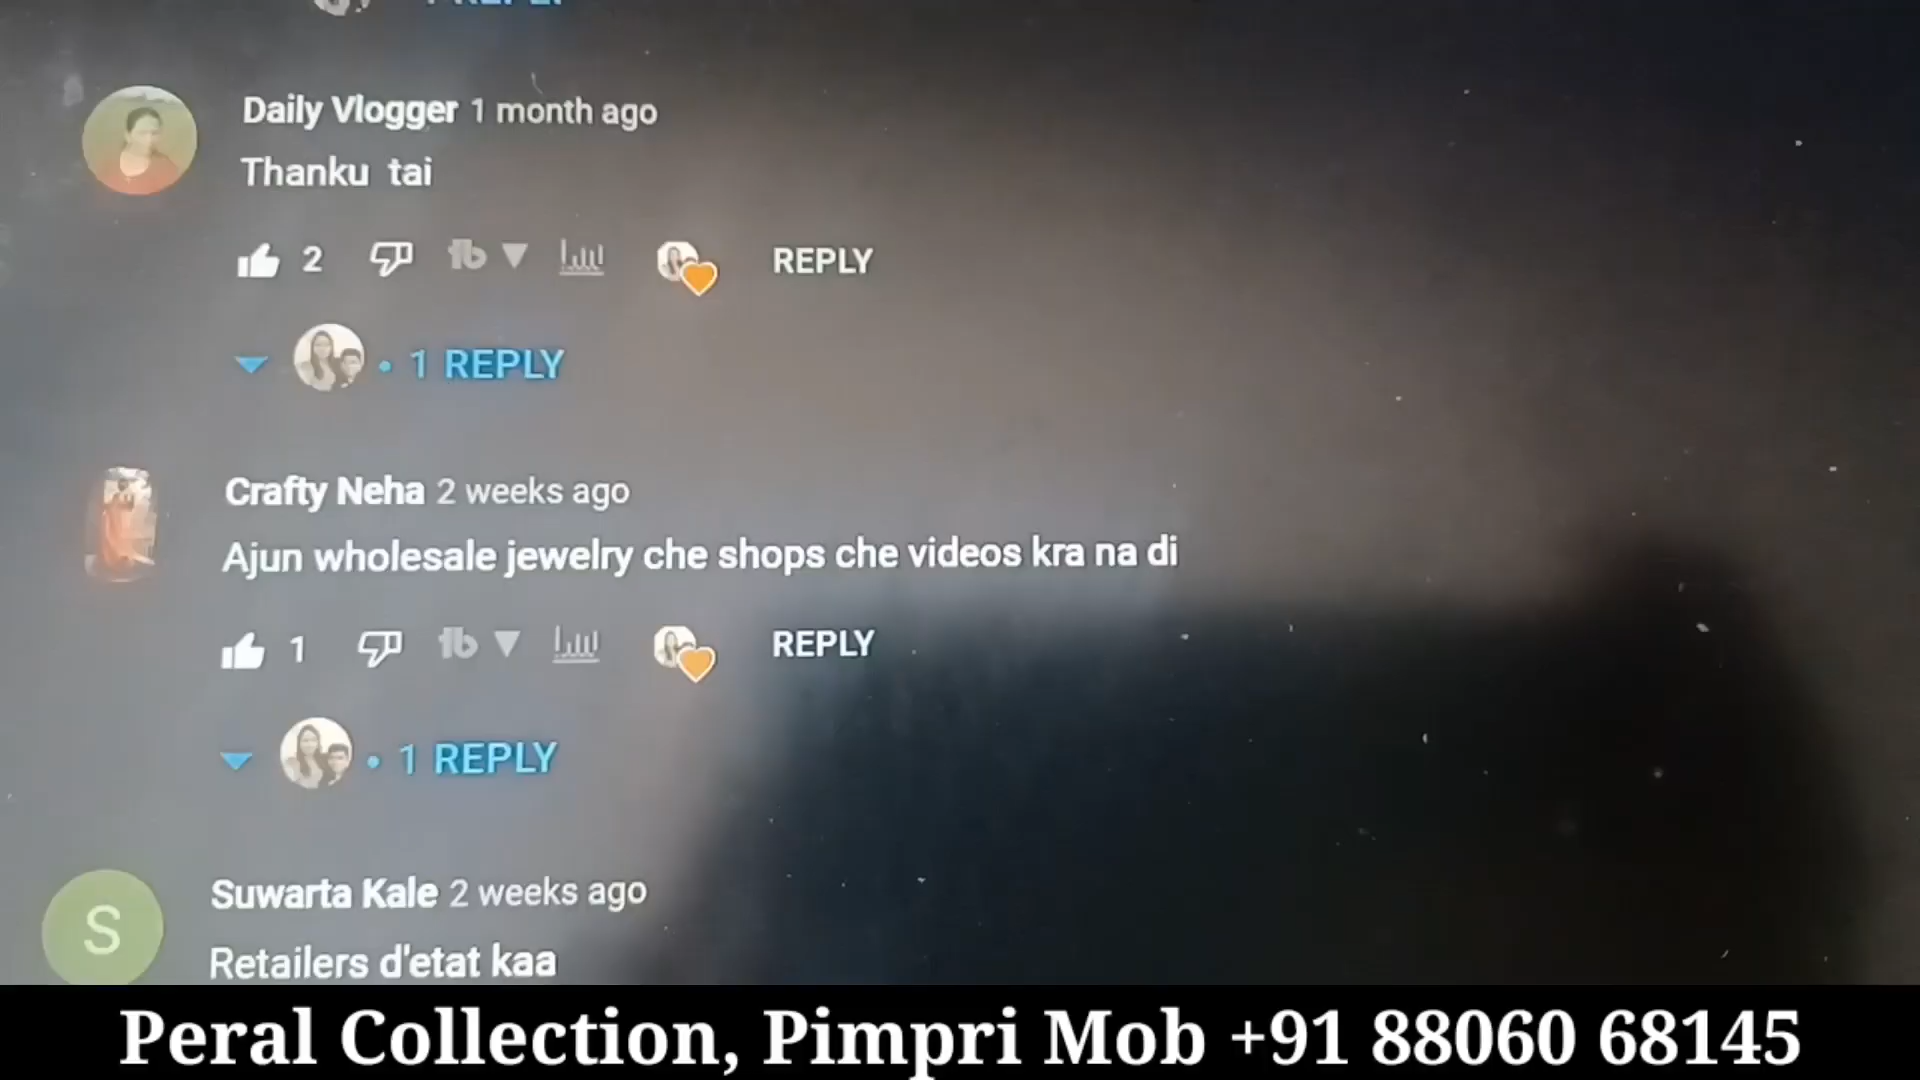 1 REPLY
Daily Vlogger 1 month ago
Thanku tai
2 REPLY
1 REPLY
Crafty Neha 2 weeks ago
Ajun wholesale jewelry che shops che videos kra na di
1 REPLY
1 REPLY
S
Suwarta Kale 2 weeks ago
Retailers d'etat kaa
Peral Collection, Pimpri Mob +91 88060 68145